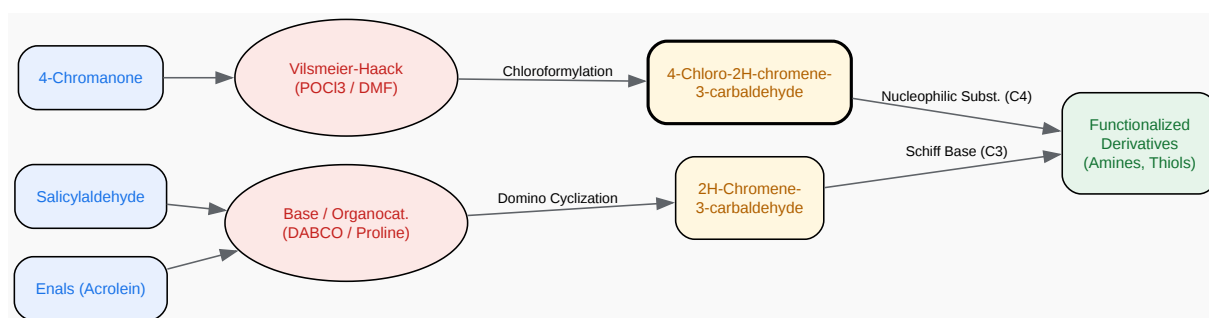 4-Chromanone
Vilsmeier-Haack
(POCl3 / DMF)
Chloroformylation
4-Chloro-2H-chromene-
3-carbaldehyde
Nucleophilic Subst. (C4)
Functionalized
Derivatives
(Amines, Thiols)
Salicylaldehyde
Enals (Acrolein)
Base / Organocat.
(DABCO / Proline)
Domino Cyclization
2H-Chromene-
3-carbaldehyde
Schiff Base (C3)